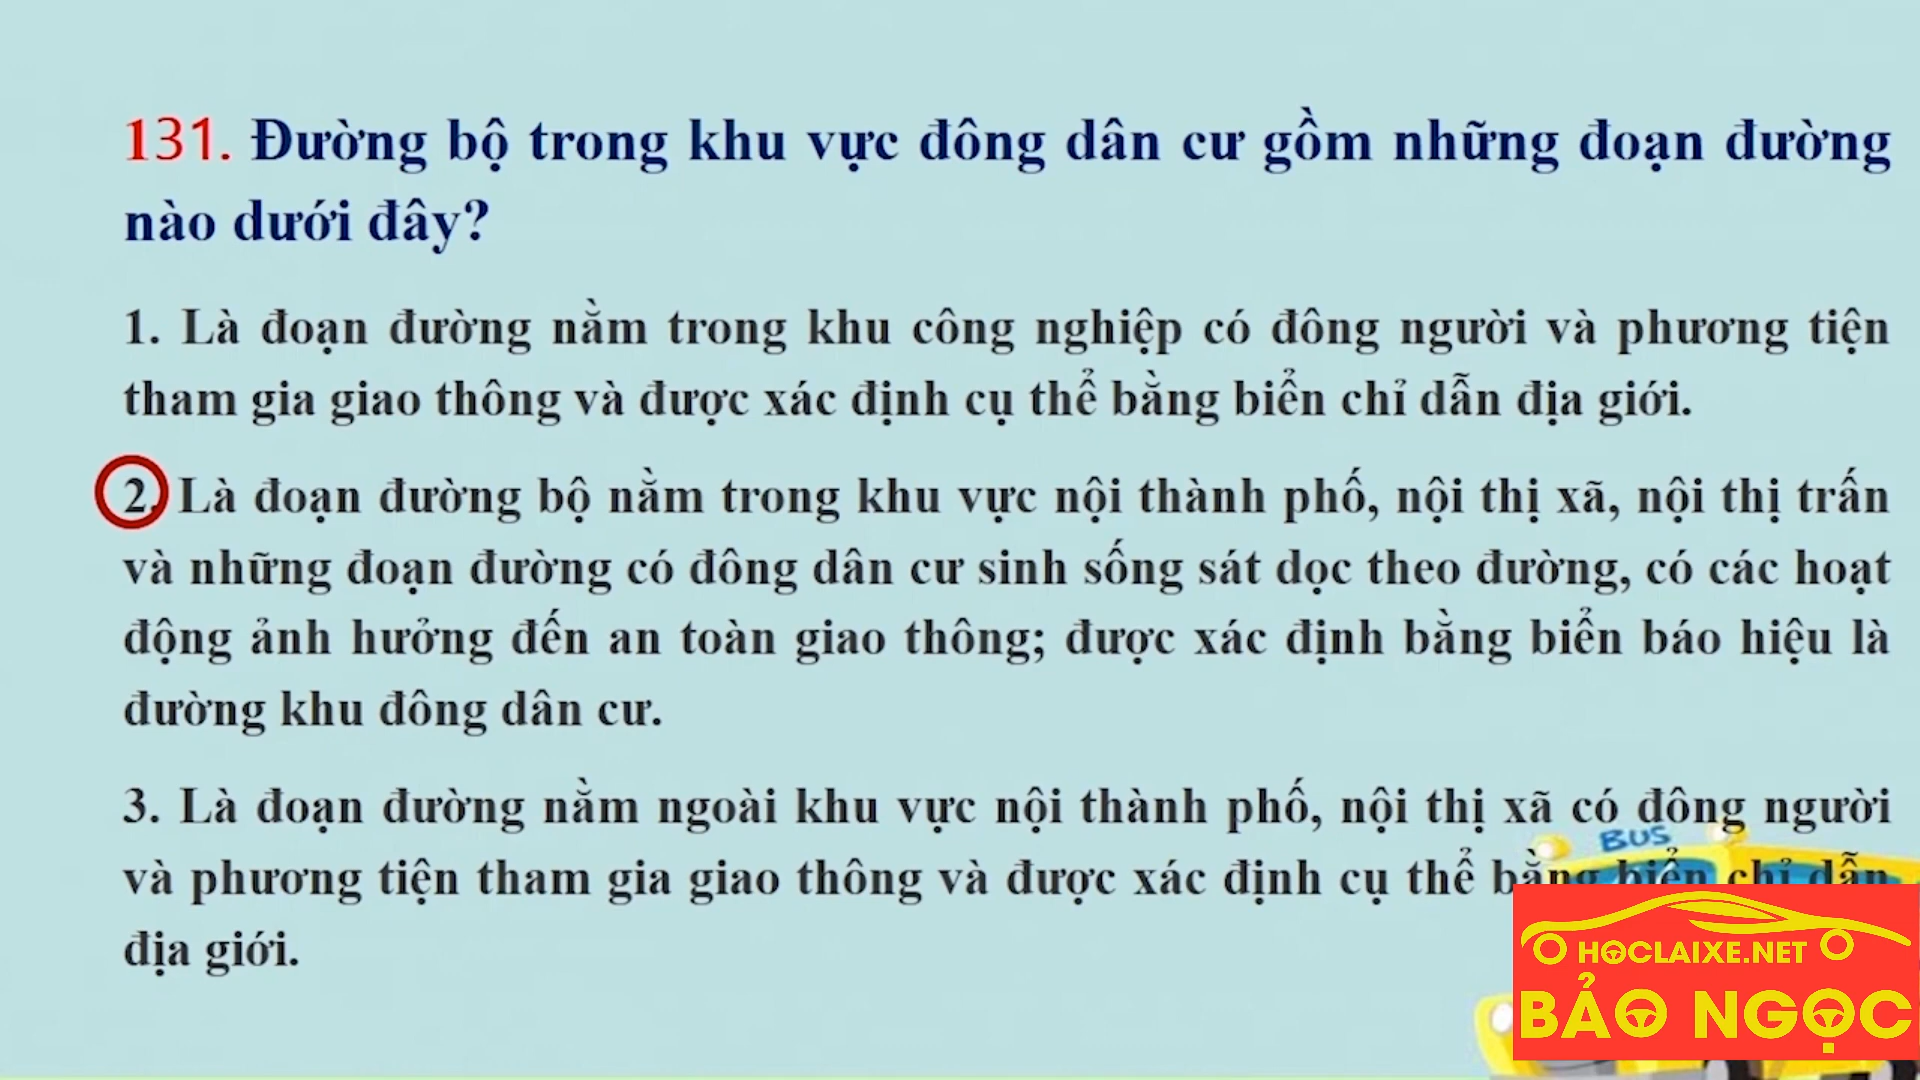 131. Đường bộ trong khu vực đông dân cư gồm những đoạn đường
nào dưới đây?
1. Là đoạn đường nằm trong khu công nghiệp có đông người và phương tiện
tham gia giao thông và được xác định cụ thể bằng biển chỉ dẫn địa giới.
2. Là đoạn đường bộ nằm trong khu vực nội thành phố, nội thị xã, nội thị trấn
và những đoạn đường có đông dân cư sinh sống sát dọc theo đường, có các hoạt
động ảnh hưởng đến an toàn giao thông; được xác định bằng biển báo hiệu là
đường khu đông dân cư.
3. Là đoạn đường nằm ngoài khu vực nội thành phố, nội thị xã có đông người
và phương tiện tham gia giao thông và được xác định cụ thể bằng biển chỉ dẫn
địa giới.
BUS
HOCLAIXE.NET
BẢO NGỌC